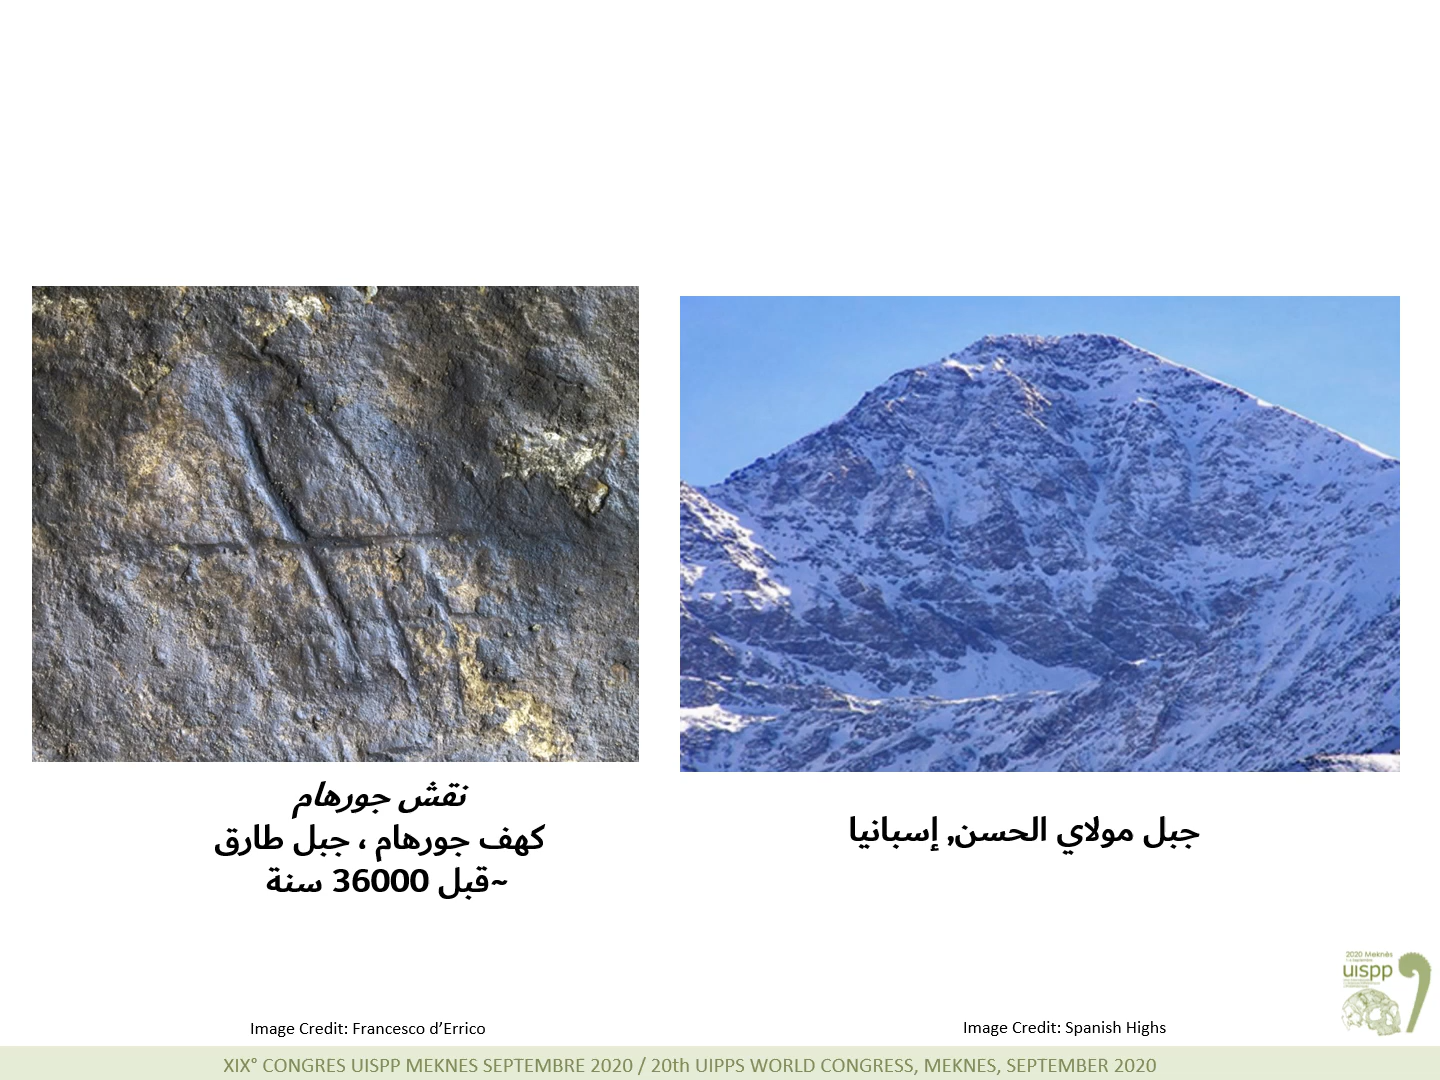 نقش جورهام
كهف جورهام ، جبل طارق
~قبل 36000 سنة
جبل مولاي الحسن, إسبانيا
Image Credit: Francesco d’Errico
Image Credit: Spanish Highs
2020 Meknès
uispp
XIX° CONGRES UISPP MEKNES SEPTEMBRE 2020 / 20th UIPPS WORLD CONGRESS, MEKNES, SEPTEMBER 2020